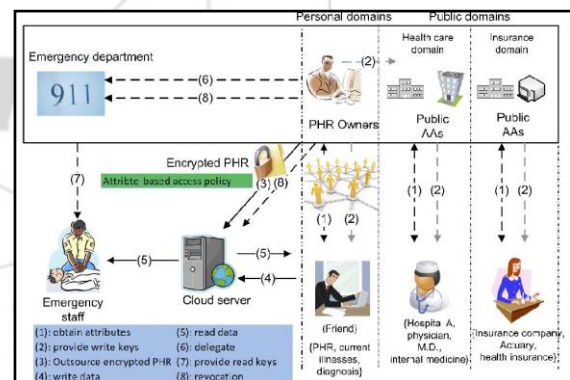 Personal domains
Public domains
Emergency department
911
(6)
(8)
(2)
PHR Owners
Health care
domain
Public
AAs
Insurance
domain
Public
AAs
Encrypted PHR
Attribte-based access policy
(3)
(8)
(7)
(1)
(2)
(1)
(2)
(1)
(2)
(5)
(5)
(4)
Emergency
staff
Cloud server
(Friend)
{PHR, current
illnesses,
diagnosis}
{Hospital A,
physician,
M.D.,
internal medicine}
{Insurance company,
Actuary,
health insurance}
(1): obtain attributes
(2): provide write keys
(3): Outsource encrypted PHR
(4): write data
(5): read data
(6): delegate
(7): provide read keys
(8): revocation